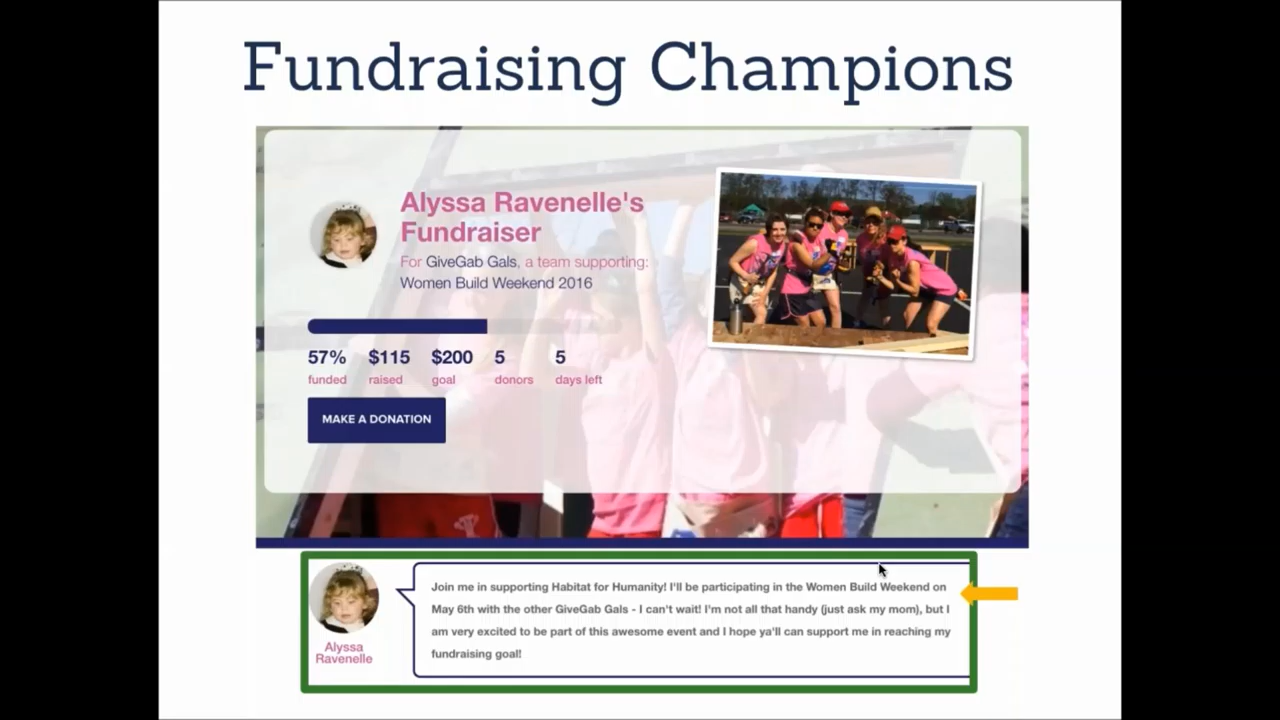 Fundraising Champions
Alyssa Ravenelle's
Fundraiser
For GiveGab Gals, a team supporting:
Women Build Weekend 2016
57% $115 $200 5 5
funded raised goal donors days left
MAKE A DONATION
Join me in supporting Habitat for Humanity! I'll be participating in the Women Build Weekend on
May 6th with the other GiveGab Gals - I can't wait! I'm not all that handy (just ask my mom), but I
am very excited to be part of this awesome event and I hope ya'll can support me in reaching my
fundraising goal!
Alyssa
Ravenelle